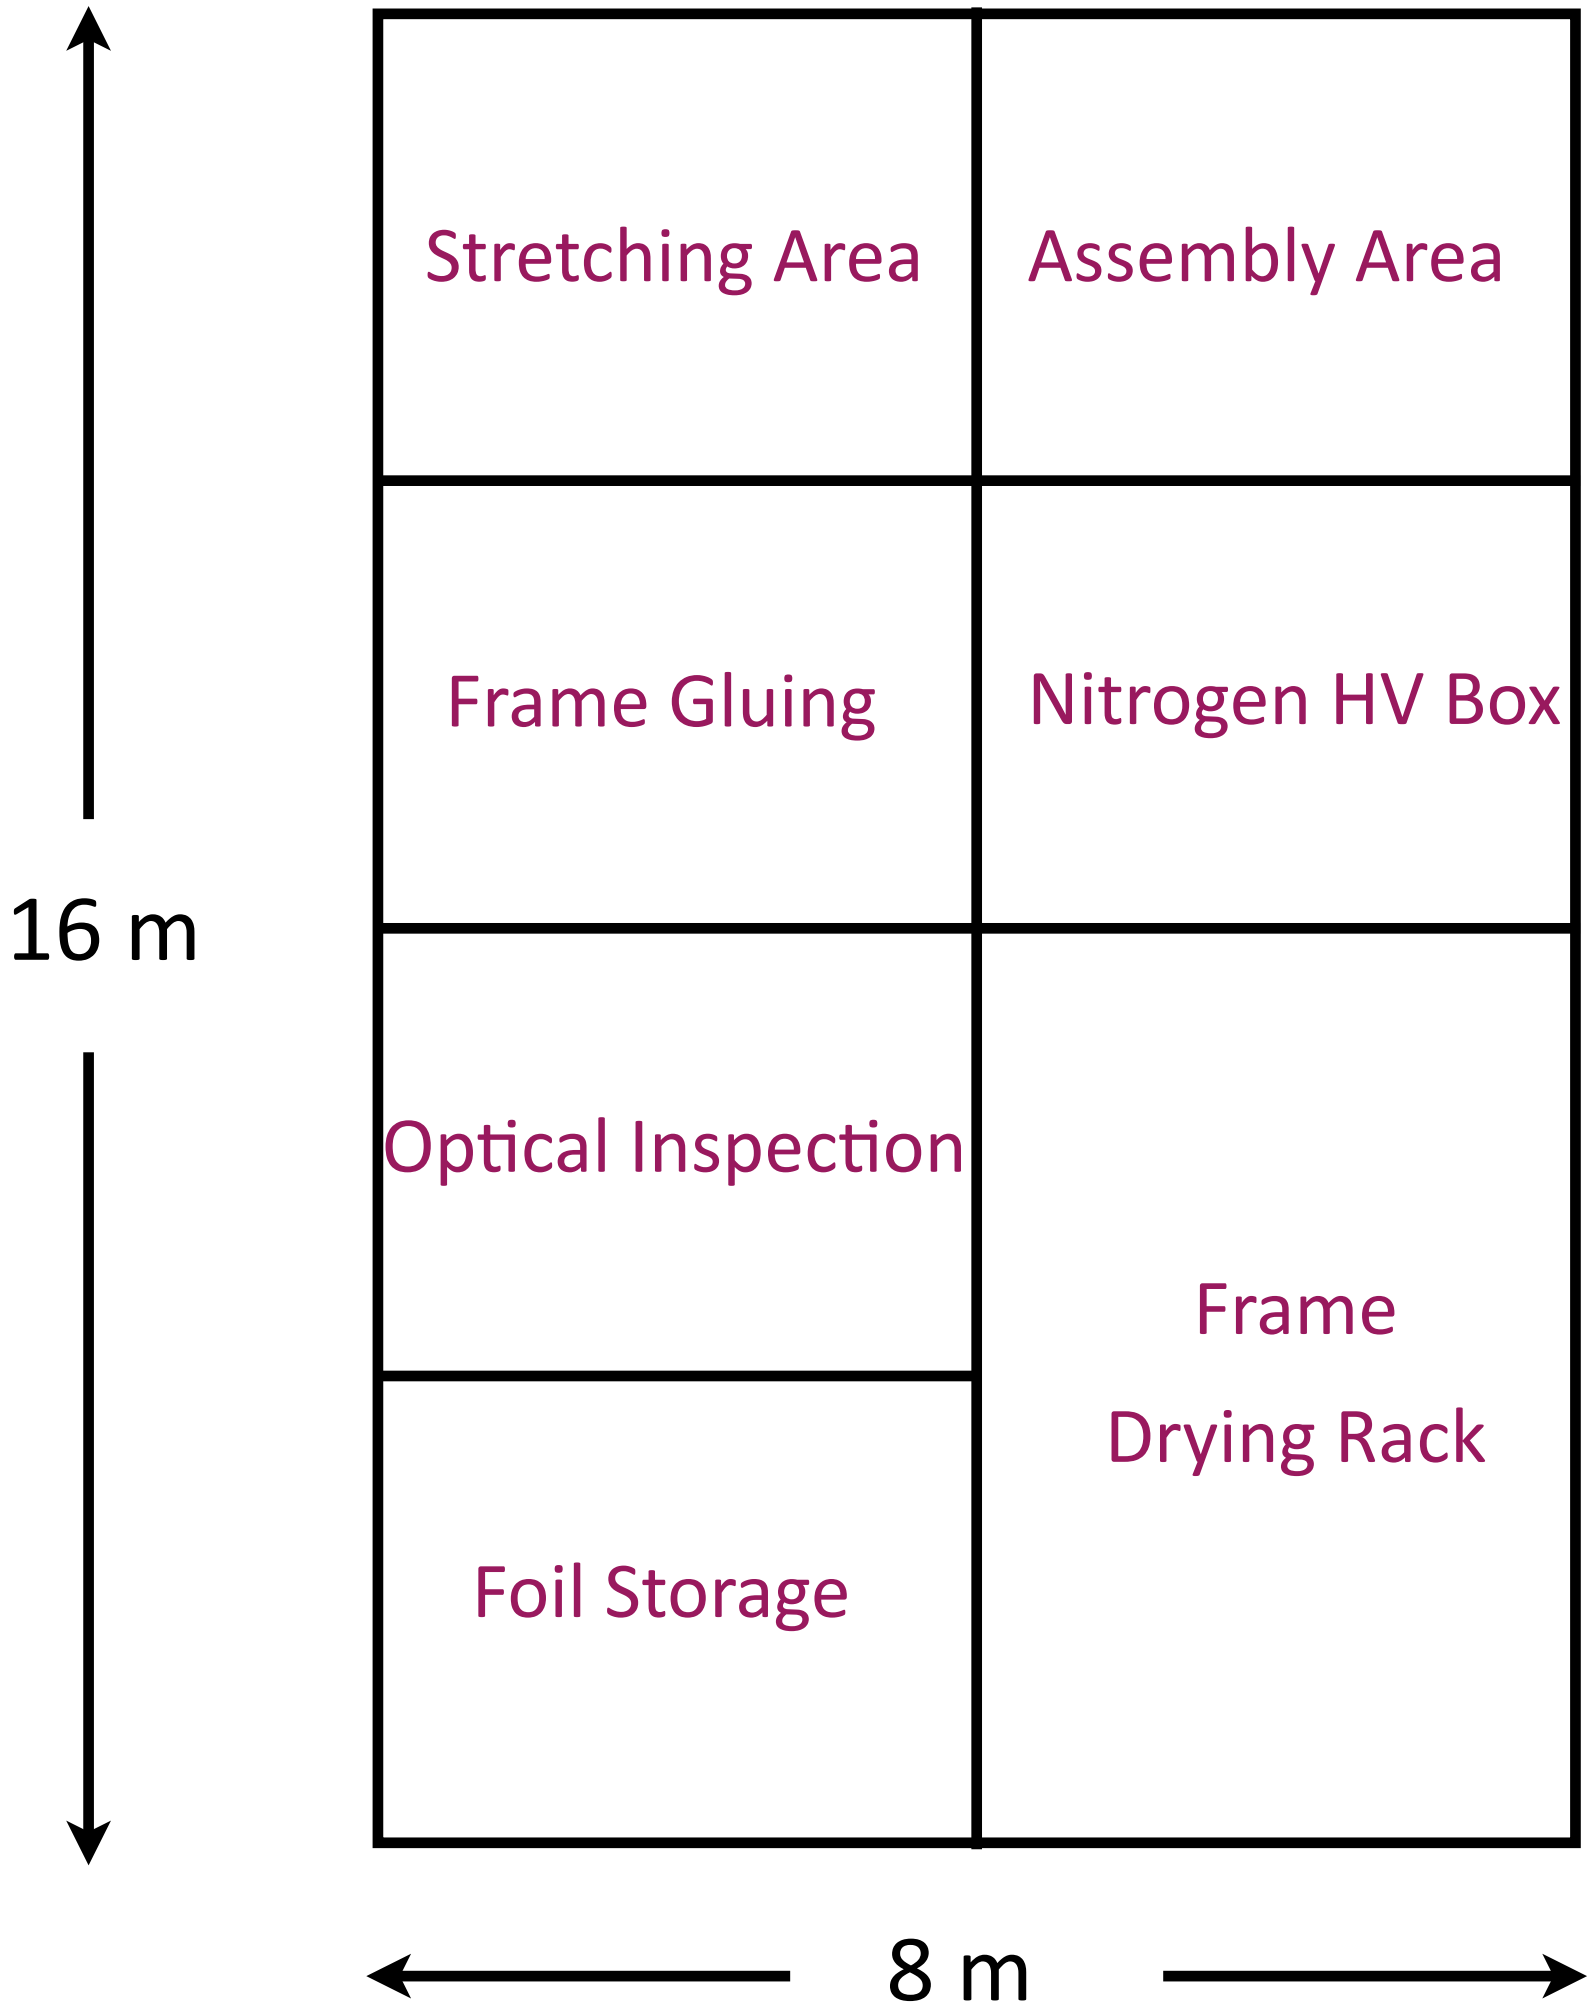 Stretching Area
Assembly Area
Frame Gluing
Nitrogen HV Box
16 m
Optical Inspection
Frame
Drying Rack
Foil Storage
8 m